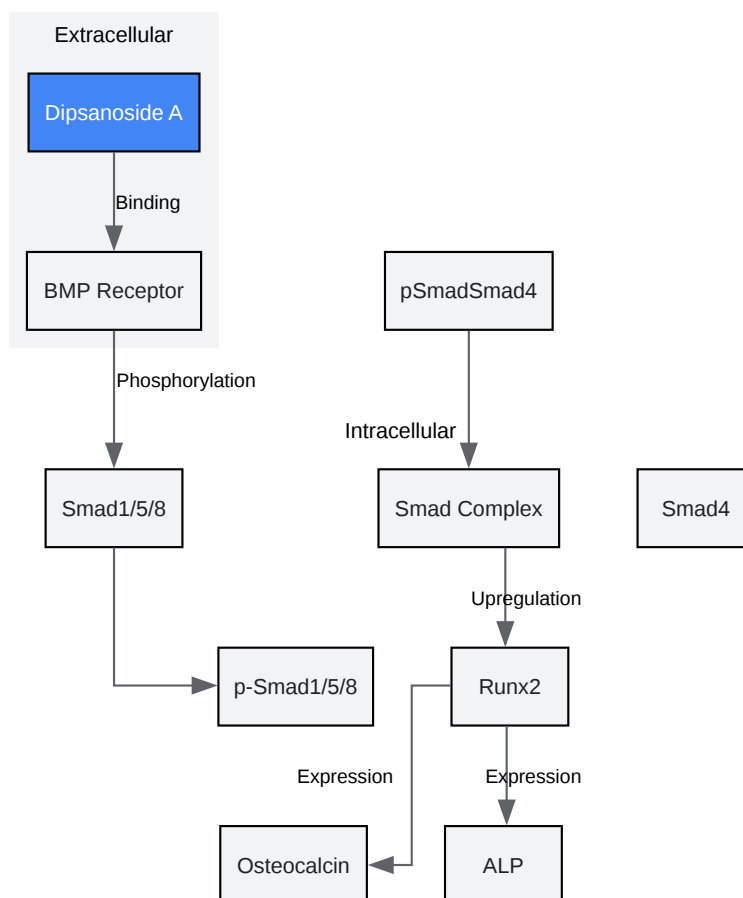 Extracellular
Dipsanoside A
Binding
BMP Receptor
pSmadSmad4
Phosphorylation
Intracellular
Smad1/5/8
Smad Complex
Smad4
Upregulation
p-Smad1/5/8
Runx2
Expression
Expression
Osteocalcin
ALP